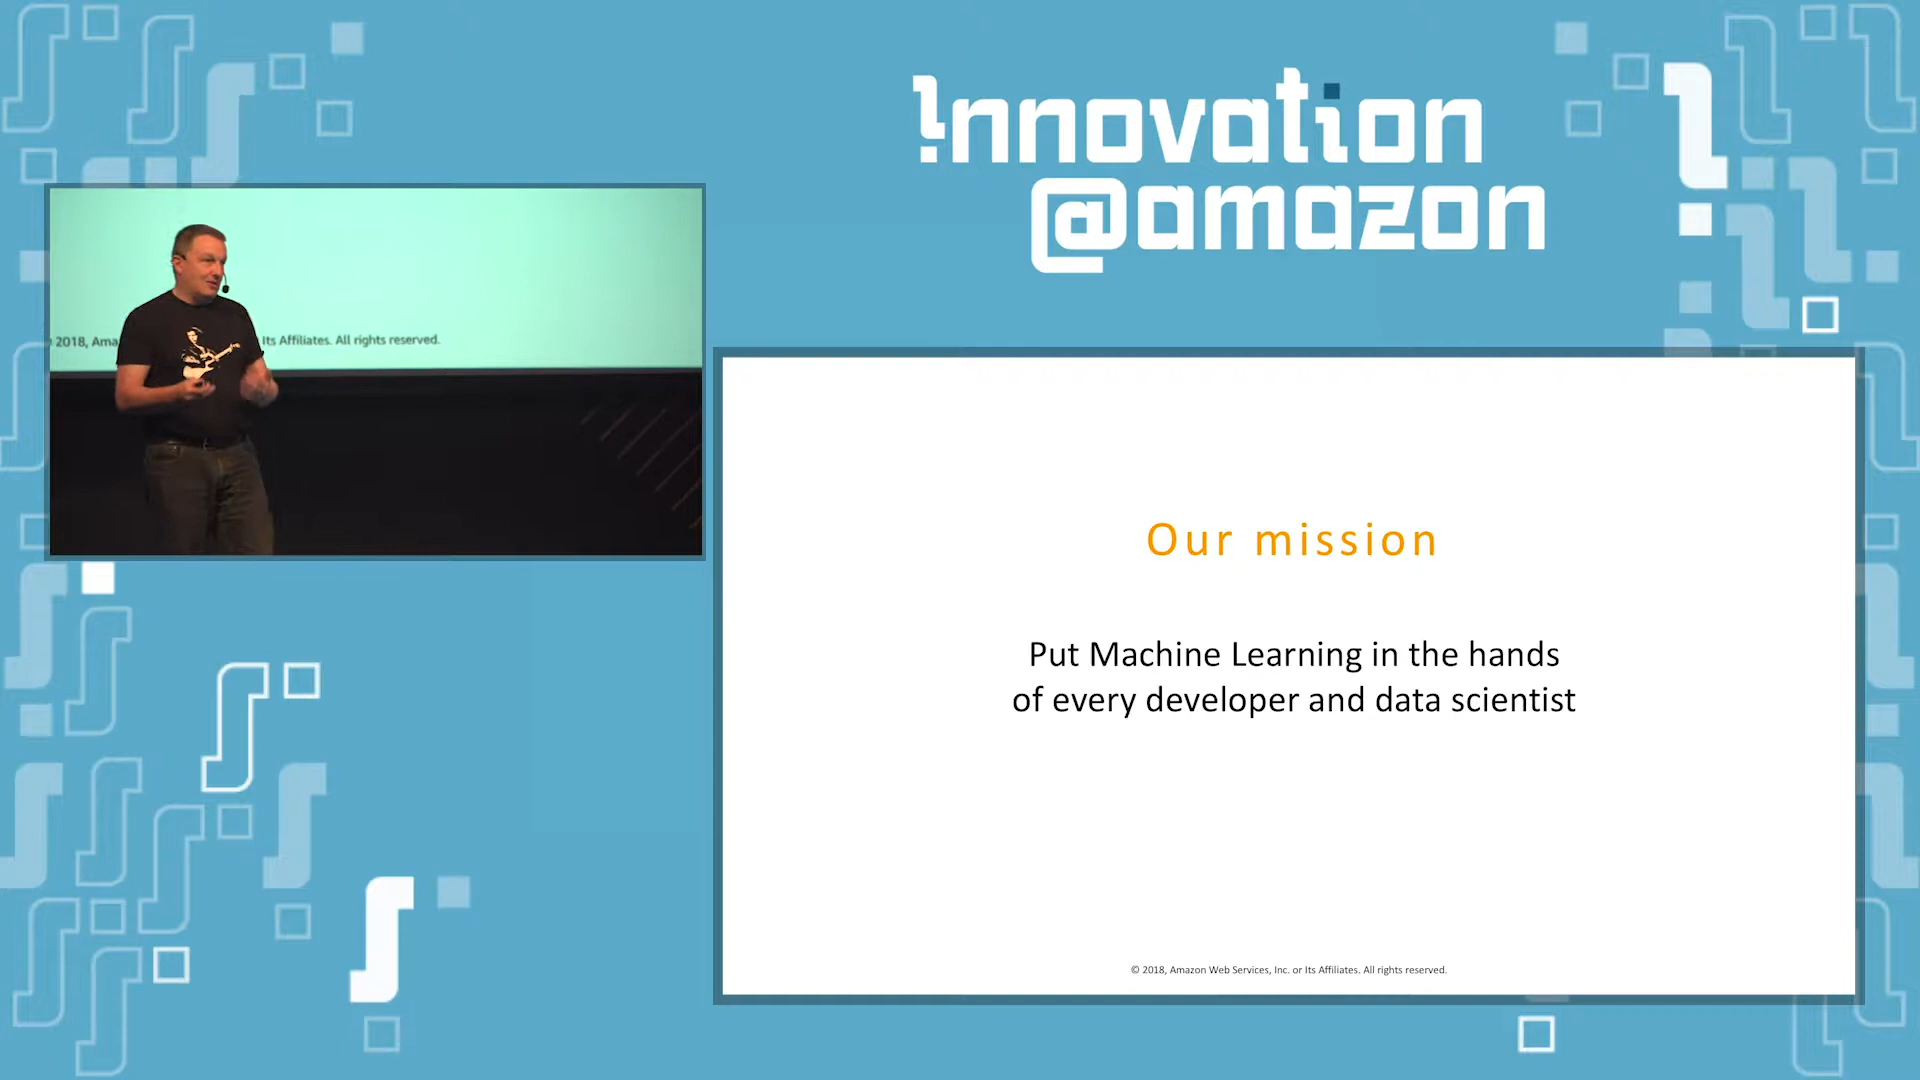 Innovation
@amazon
2018, Ama
Its Affiliates. All rights reserved.
Our mission
Put Machine Learning in the hands
of every developer and data scientist
© 2018, Amazon Web Services, Inc. or Its Affiliates. All rights reserved.